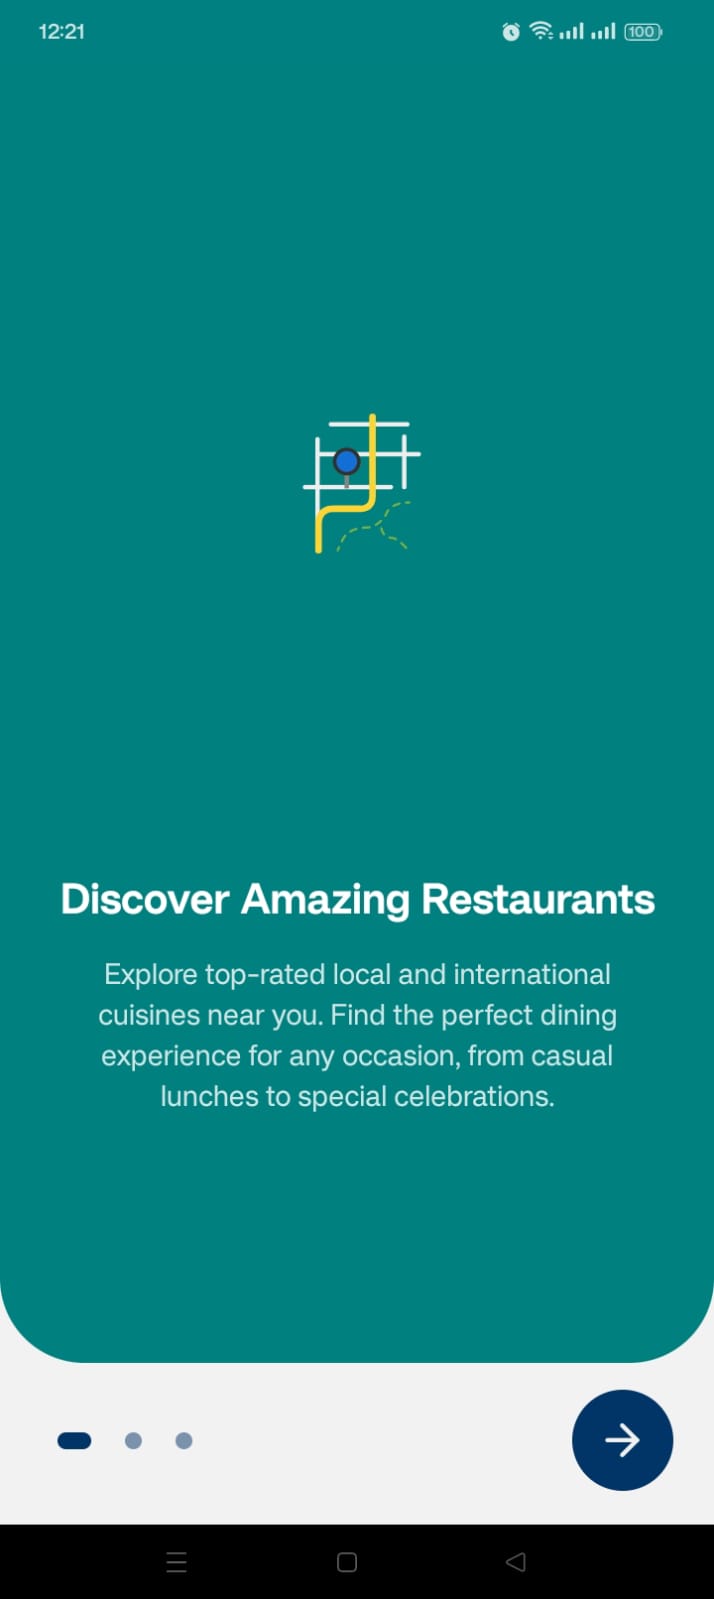 12:21
100
Discover Amazing Restaurants
Explore top-rated local and international
cuisines near you. Find the perfect dining
experience for any occasion, from casual
lunches to special celebrations.